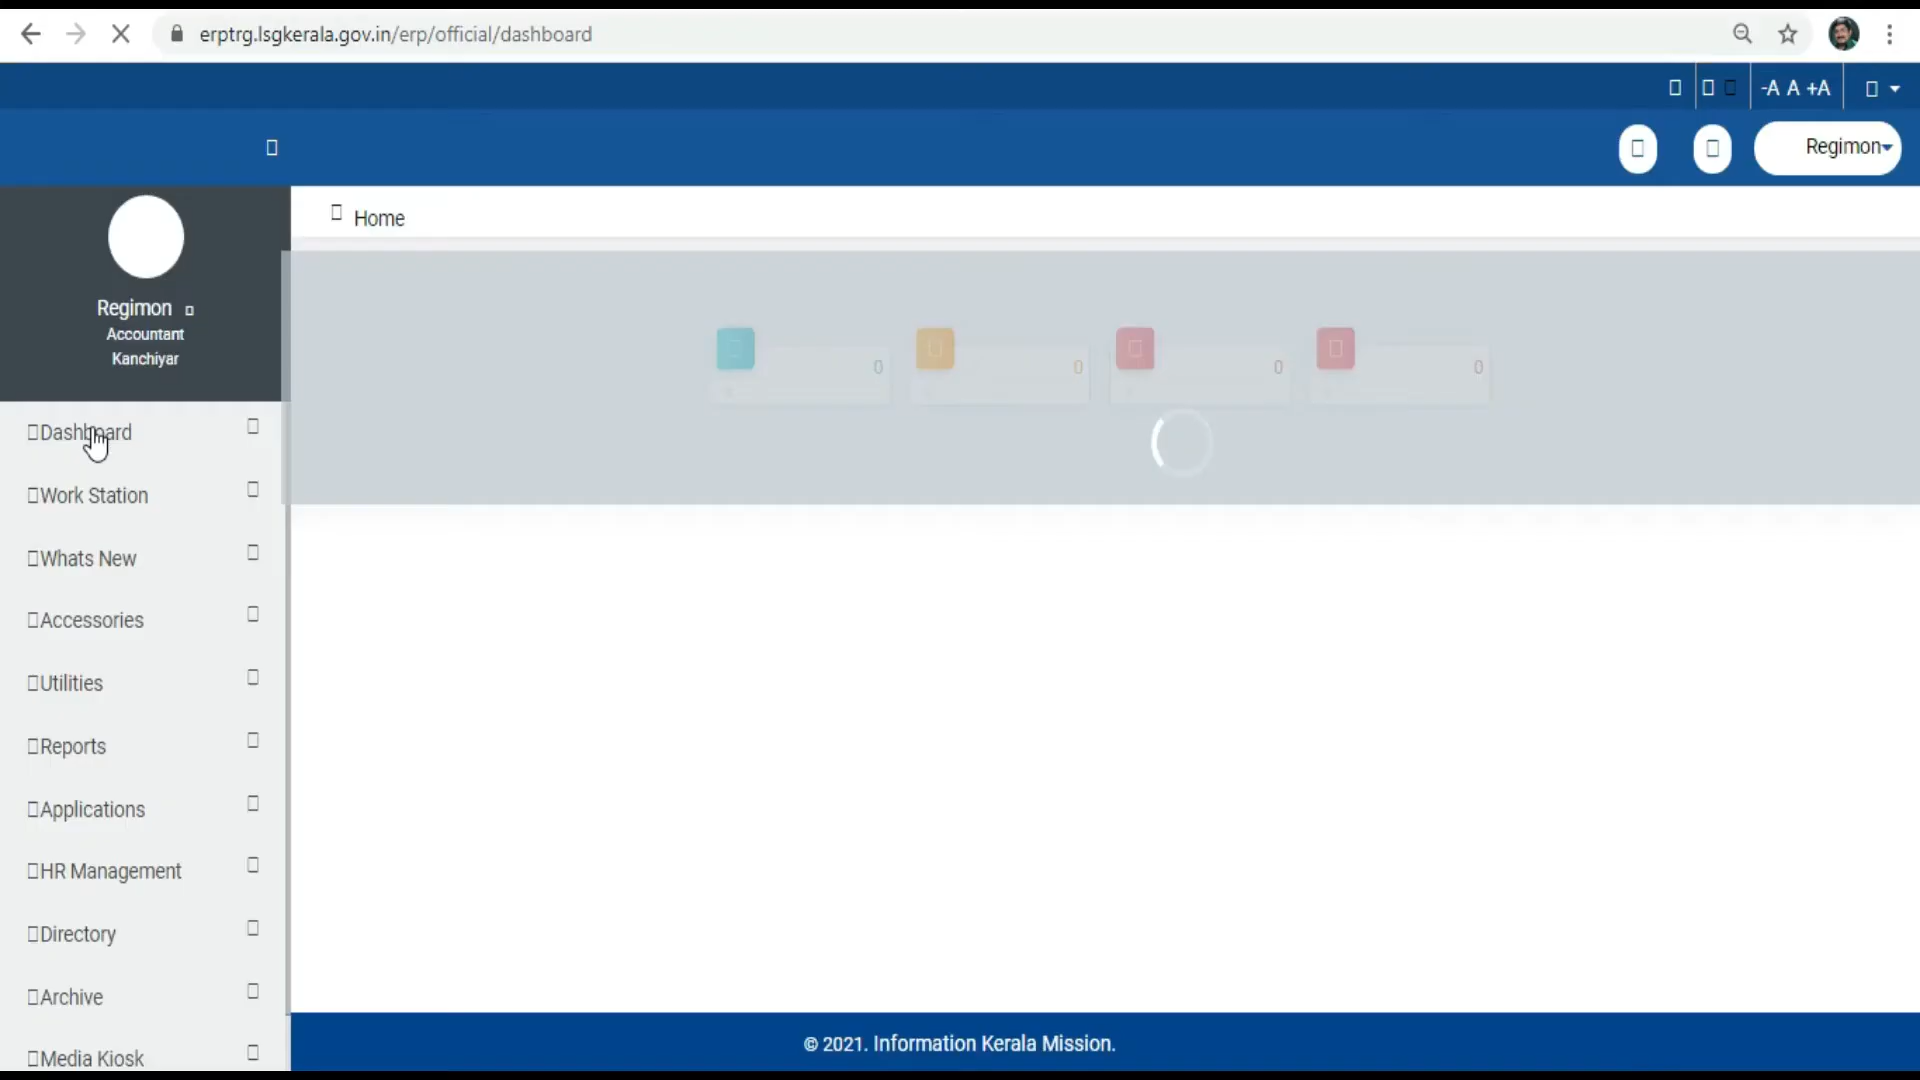 erptrg.lsgkerala.gov.in/erp/official/dashboard
-A A +A
Regimon
Home
Regimon
Accountant
Kanchiyar
0
0
0
0
Dashboard
Work Station
Whats New
Accessories
Utilities
Reports
Applications
HR Management
Directory
Archive
Media Kiosk
© 2021. Information Kerala Mission.